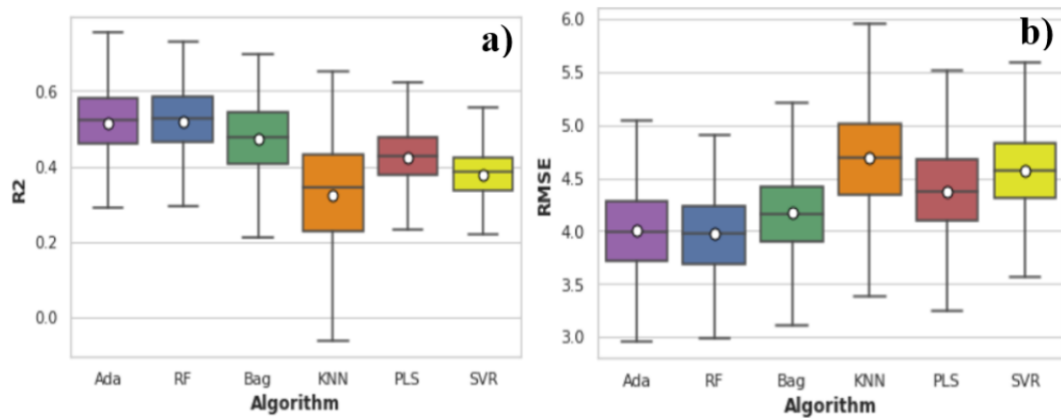 a)
R2
0.6
0.4
0.2
0.0
Ada RF Bag KNN PLS SVR
Algorithm
b)
RMSE
6.0
5.5
5.0
4.5
4.0
3.5
3.0
Ada RF Bag KNN PLS SVR
Algorithm